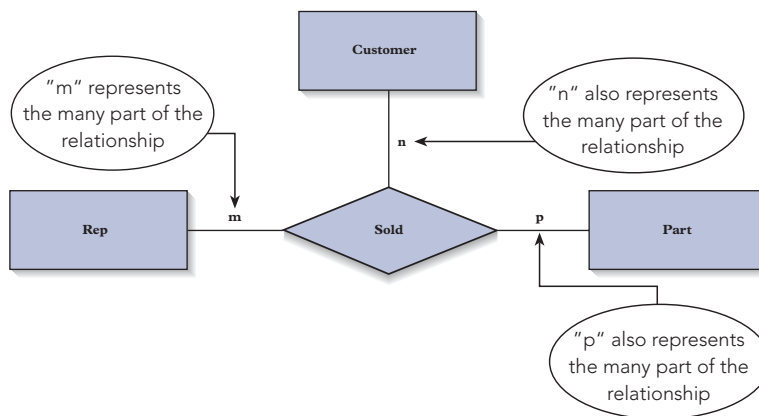 Customer
"m" represents
the many part of the
relationship
"n" also represents
the many part of the
relationship
n
Rep
m
Sold
p
Part
"p" also represents
the many part of the
relationship